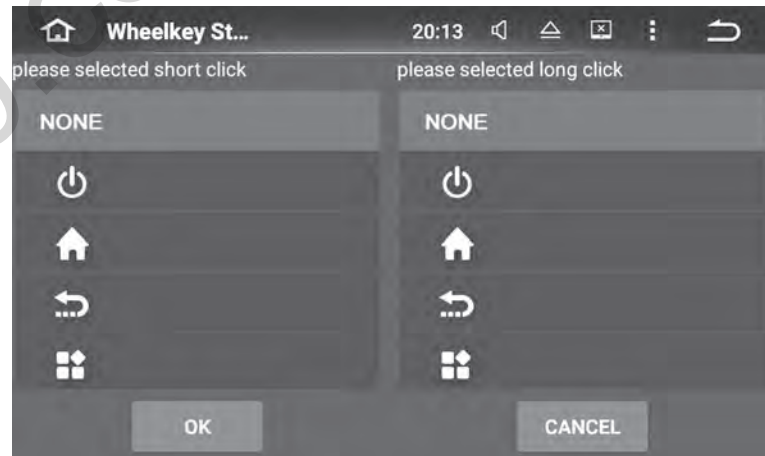 Wheelkey St... 20:13
please selected short click
please selected long click
NONE
NONE
OK
CANCEL